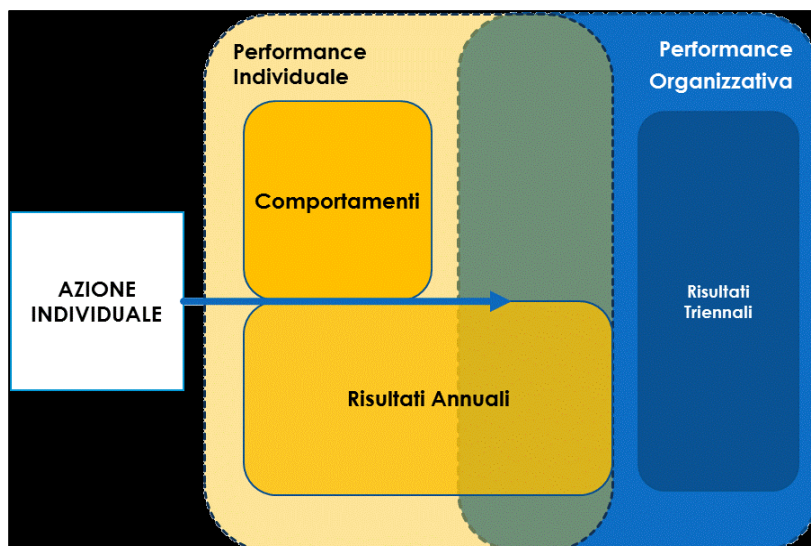 Performance
Individuale
Performance
Organizzativa
Comportamenti
AZIONE
INDIVIDUALE
Risultati
Triennali
Risultati Annuali